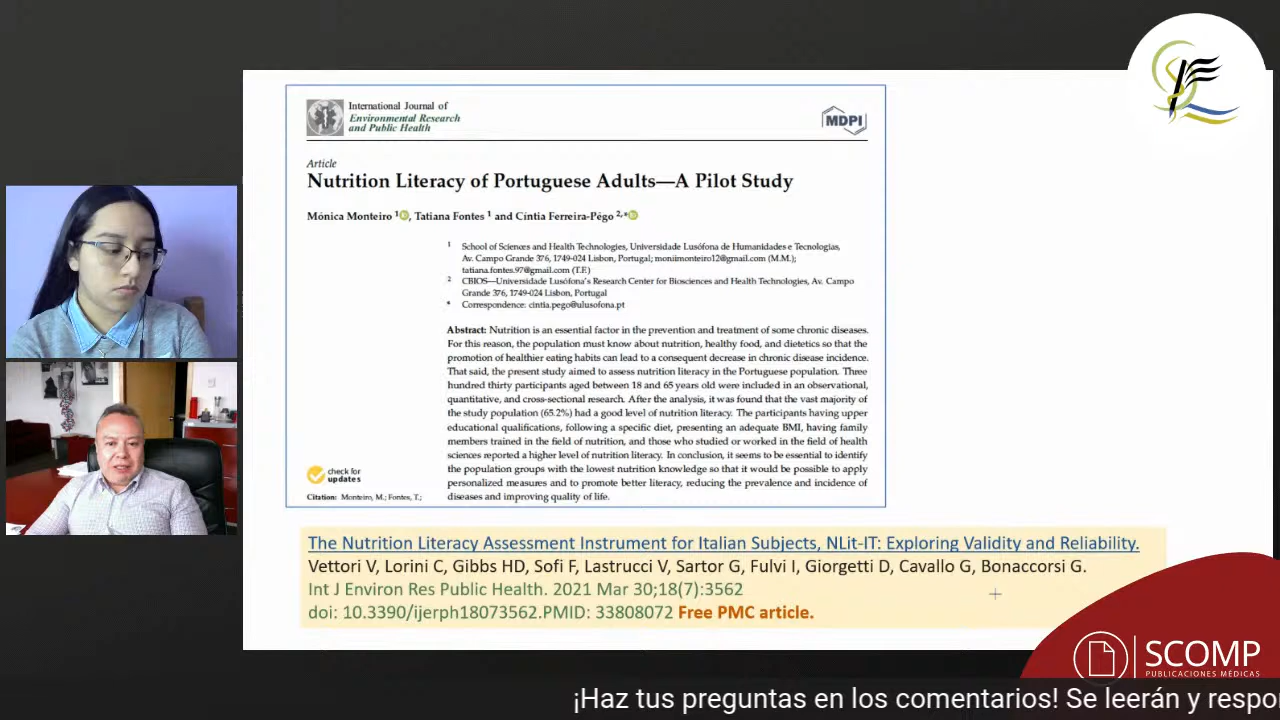 International Journal of
Environmental Research
and Public Health
MDPI
Article
Nutrition Literacy of Portuguese Adults—A Pilot Study
Mónica Monteiro 1, Tatiana Fontes 1 and Cíntia Ferreira-Pêgo 2,*
1 School of Sciences and Health Technologies, Universidade Lusófona de Humanidades e Tecnologias,
Av. Campo Grande 376, 1749-024 Lisbon, Portugal; moniimonteiro12@gmail.com (M.M.);
tatiana.fontes.97@gmail.com (T.F.)
2 CBIOS—Universidade Lusófona's Research Center for Biosciences and Health Technologies, Av. Campo
Grande 376, 1749-024 Lisbon, Portugal
* Correspondence: cintia.pego@ulusofona.pt
Abstract: Nutrition is an essential factor in the prevention and treatment of some chronic diseases.
For this reason, the population must know about nutrition, healthy food, and dietetics so that the
promotion of healthier eating habits can lead to a consequent decrease in chronic disease incidence.
That said, the present study aimed to assess nutrition literacy in the Portuguese population. Three
hundred thirty participants aged between 18 and 65 years old were included in an observational,
quantitative, and cross-sectional research. After the analysis, it was found that the vast majority of
the study population (65.2%) had a good level of nutrition literacy. The participants having upper
educational qualifications, following a specific diet, presenting an adequate BMI, having family
members trained in the field of nutrition, and those who studied or worked in the field of health
sciences reported a higher level of nutrition literacy. In conclusion, it seems to be essential to identify
the population groups with the lowest nutrition knowledge so that it would be possible to apply
personalized measures and to promote better literacy, reducing the prevalence and incidence of
diseases and improving quality of life.
check for
updates
Citation: Monteiro, M.; Fontes, T.;
The Nutrition Literacy Assessment Instrument for Italian Subjects, NLit-IT: Exploring Validity and Reliability.
Vettori V, Lorini C, Gibbs HD, Sofi F, Lastrucci V, Sartor G, Fulvi I, Giorgetti D, Cavallo G, Bonaccorsi G.
Int J Environ Res Public Health. 2021 Mar 30;18(7):3562
doi: 10.3390/ijerph18073562.PMID: 33808072 Free PMC article.
SCOMP
PUBLICACIONES MÉDICAS
¡Haz tus preguntas en los comentarios! Se leerán y respo